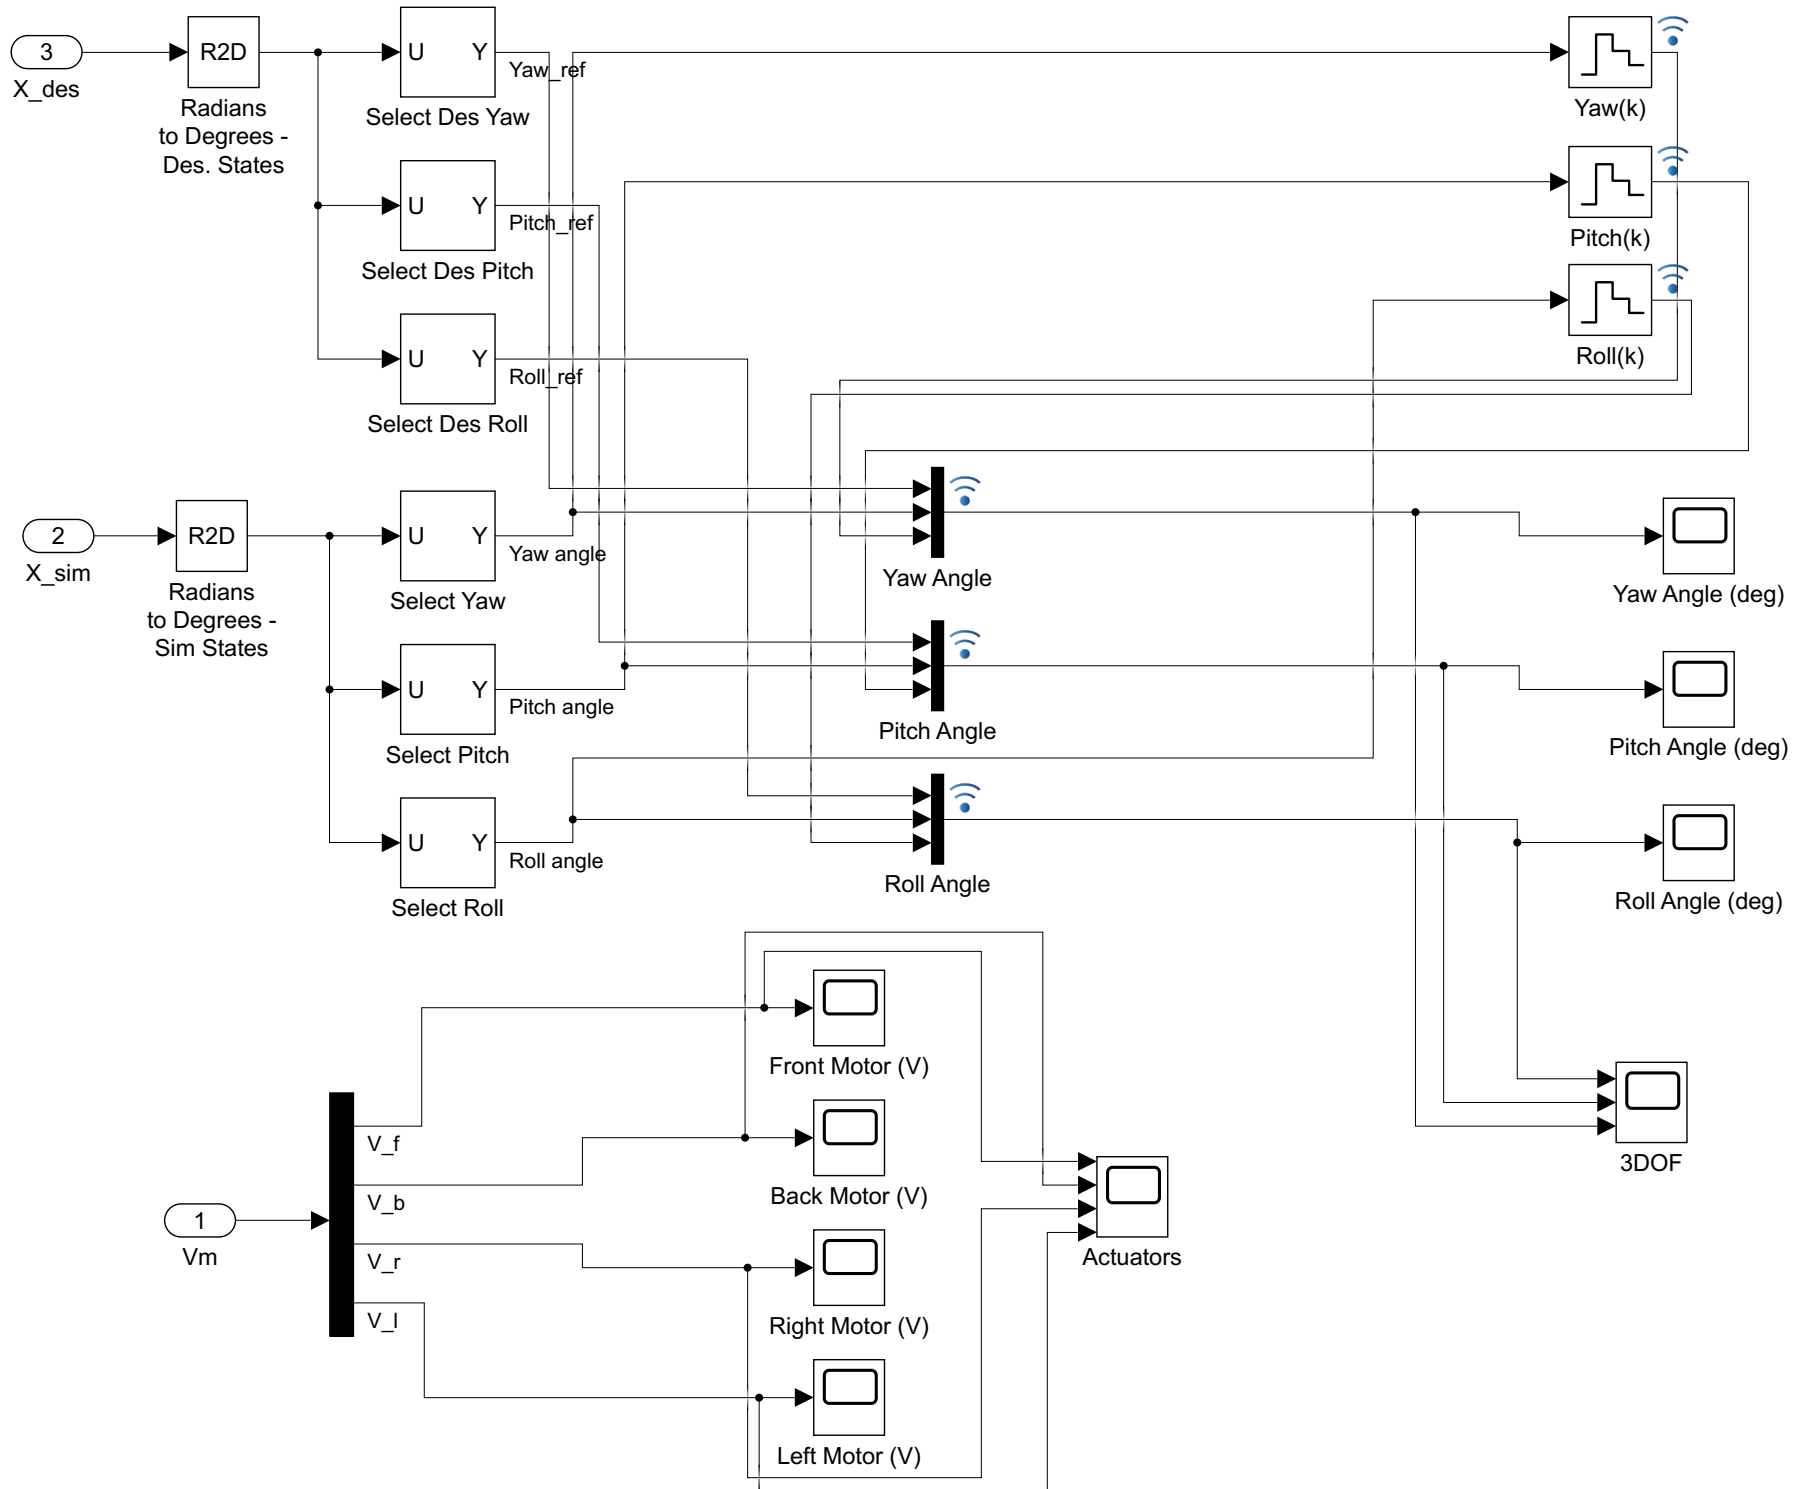 3
X_des
R2D
Radians
to Degrees -
Des. States
U Y
Yaw_ref
Select Des Yaw
U Y
Pitch_ref
Select Des Pitch
U Y
Roll_ref
Select Des Roll
Yaw(k)
Pitch(k)
Roll(k)
2
X_sim
R2D
Radians
to Degrees -
Sim States
U Y
Yaw angle
Select Yaw
U Y
Pitch angle
Select Pitch
U Y
Roll angle
Select Roll
Yaw Angle
Pitch Angle
Roll Angle
Yaw Angle (deg)
Pitch Angle (deg)
Roll Angle (deg)
3DOF
1
Vm
V_f
V_b
V_r
V_l
Front Motor (V)
Back Motor (V)
Right Motor (V)
Left Motor (V)
Actuators